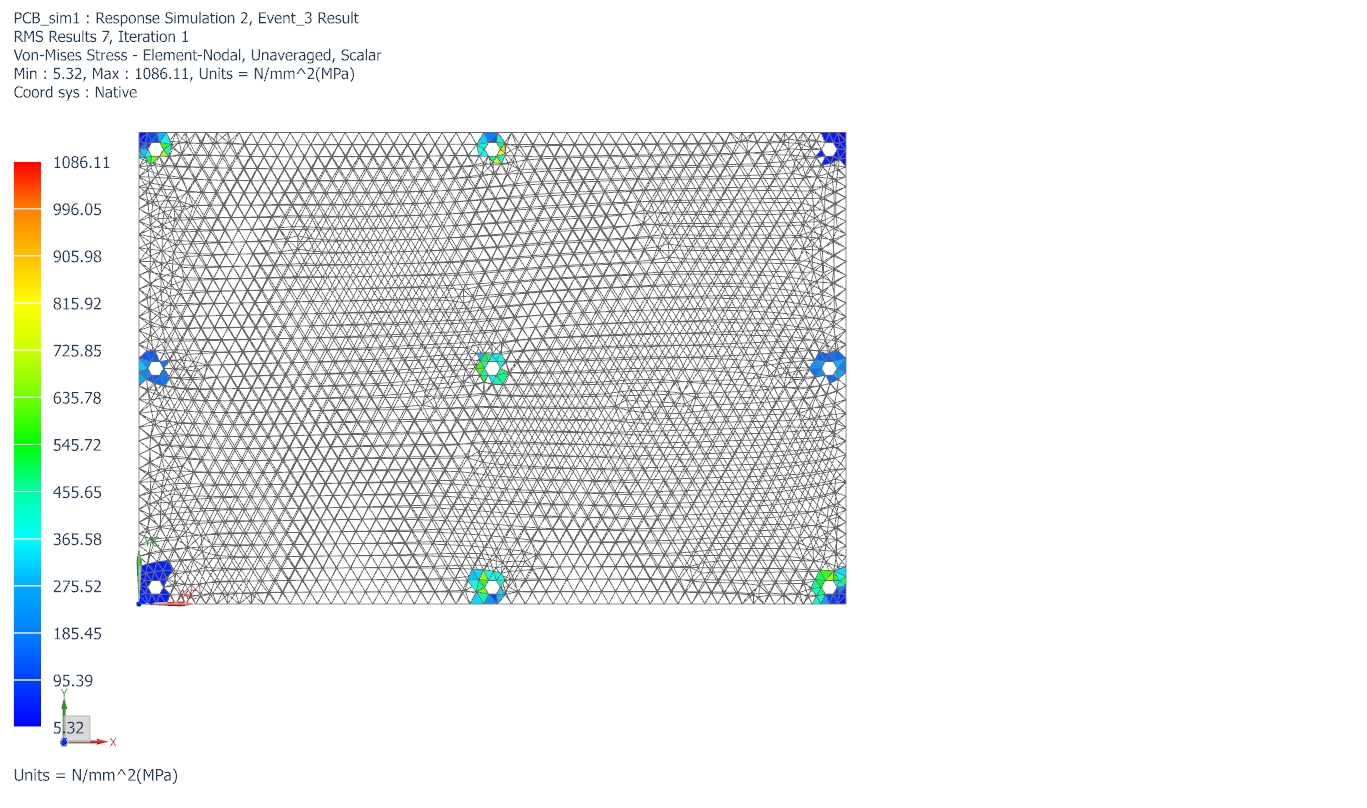 PCB_sim1 : Response Simulation 2, Event_3 Result
RMS Results 7, Iteration 1
Von-Mises Stress - Element-Nodal, Unaveraged, Scalar
Min : 5.32, Max : 1086.11, Units = N/mm^2(MPa)
Coord sys : Native
1086.11
996.05
905.98
815.92
725.85
635.78
545.72
455.65
365.58
275.52
185.45
95.39
5.32
Y
X
Units = N/mm^2(MPa)